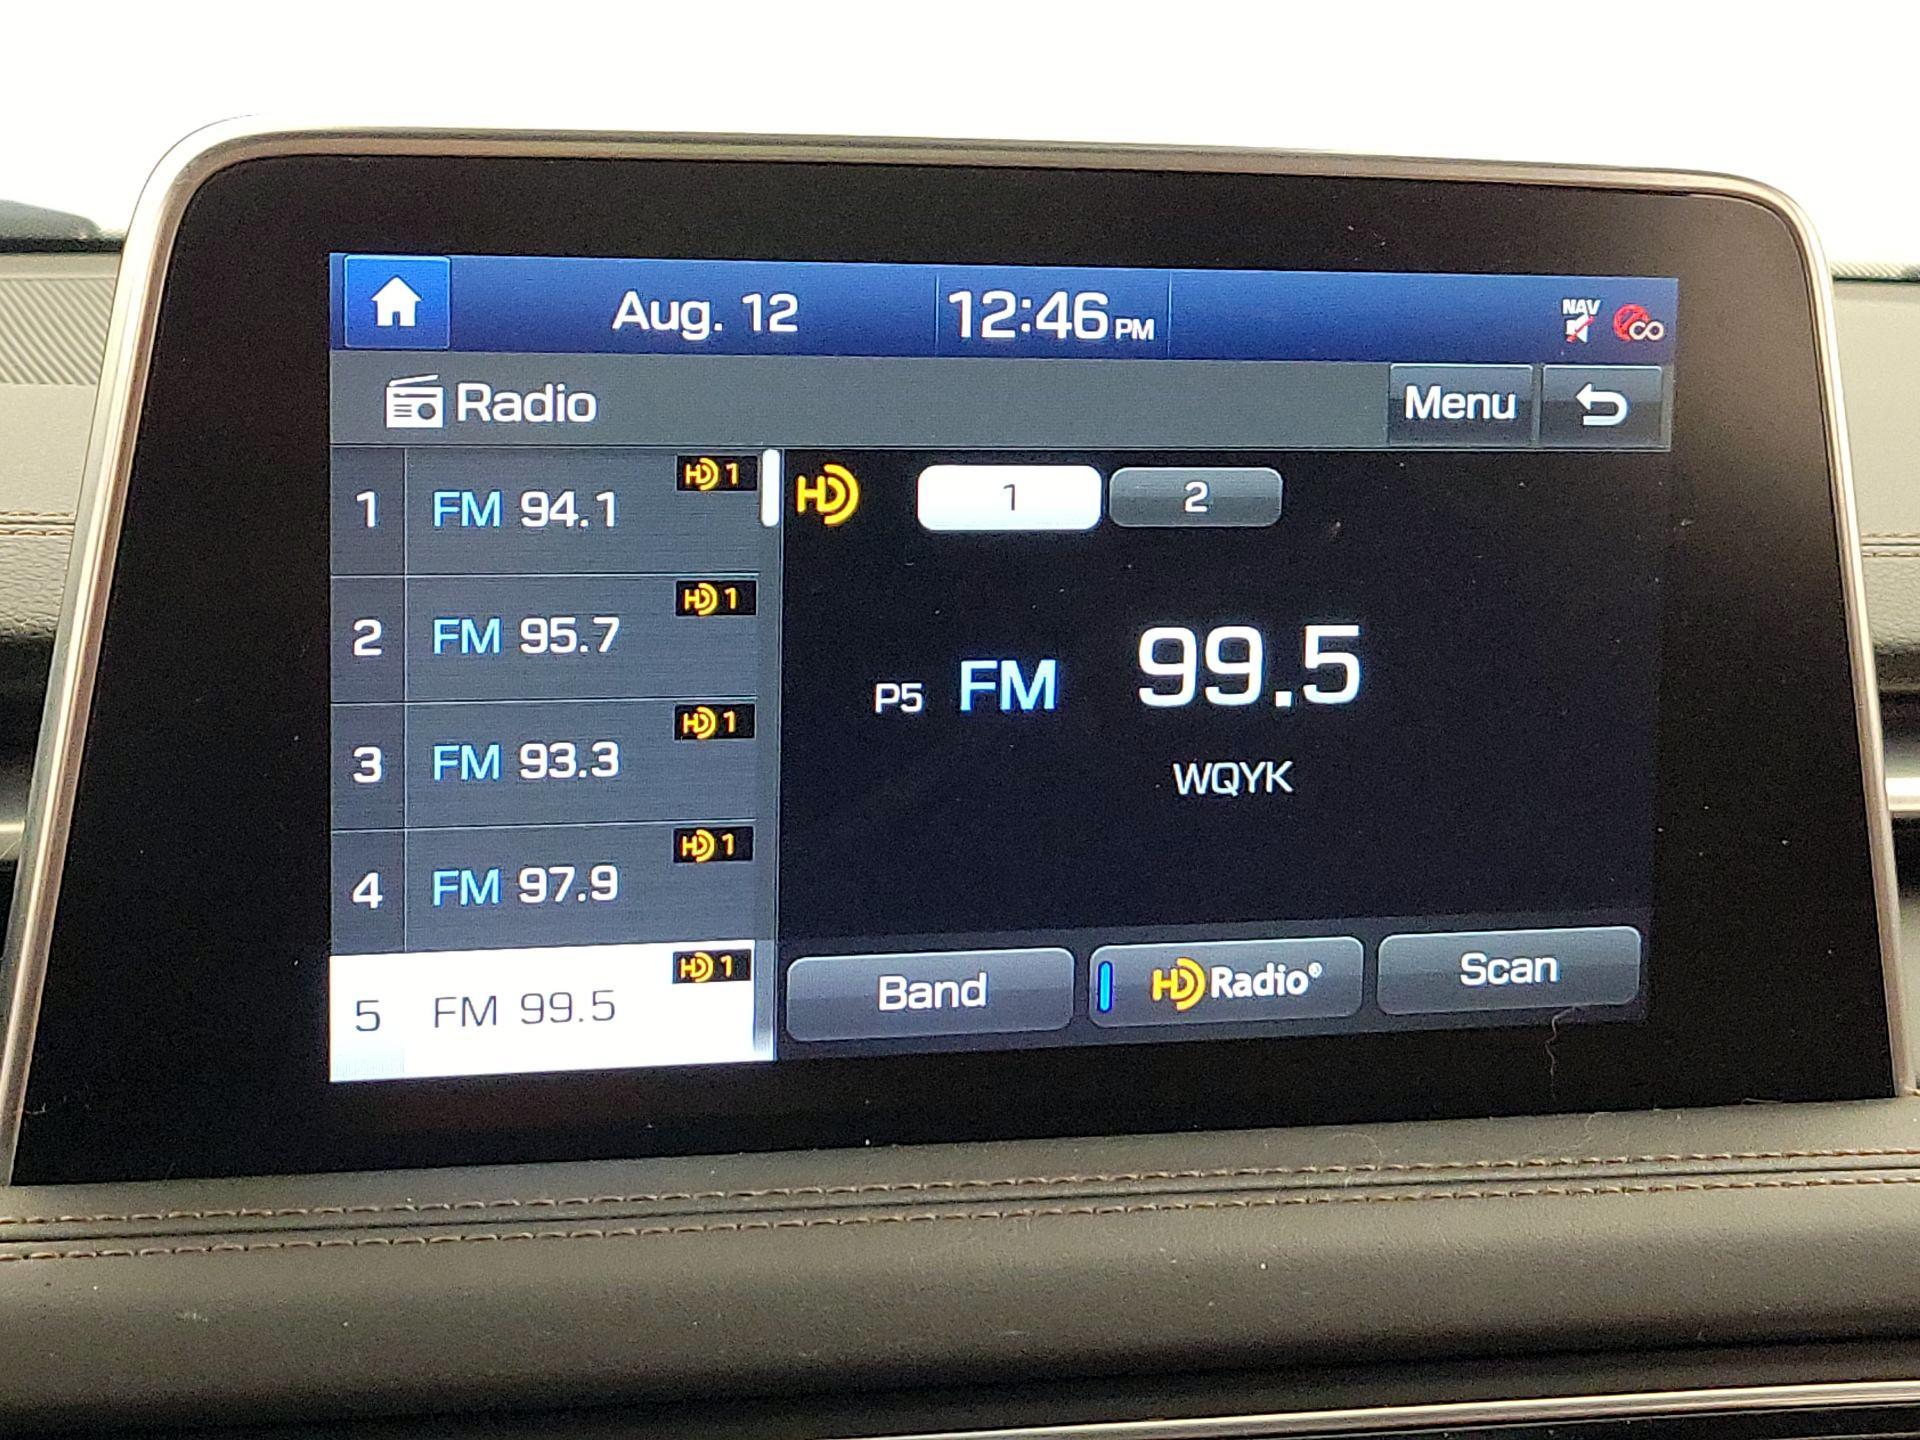 Aug. 12 12:46 PM NAV
Radio Menu
1 FM 94.1 HD 1
2 FM 95.7 HD 1
3 FM 93.3 HD 1
4 FM 97.9 HD 1
5 FM 99.5 HD 1
HD 1 2
P5 FM 99.5
WQYK
Band HD Radio® Scan